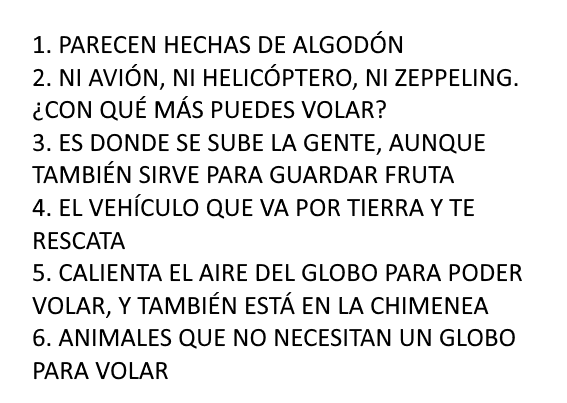 1. PARECEN HECHAS DE ALGODÓN
2. NI AVIÓN, NI HELICÓPTERO, NI ZEPPELING.
¿CON QUÉ MÁS PUEDES VOLAR?
3. ES DONDE SE SUBE LA GENTE, AUNQUE
TAMBIÉN SIRVE PARA GUARDAR FRUTA
4. EL VEHÍCULO QUE VA POR TIERRA Y TE
RESCATA
5. CALIENTA EL AIRE DEL GLOBO PARA PODER
VOLAR, Y TAMBIÉN ESTÁ EN LA CHIMENEA
6. ANIMALES QUE NO NECESITAN UN GLOBO
PARA VOLAR